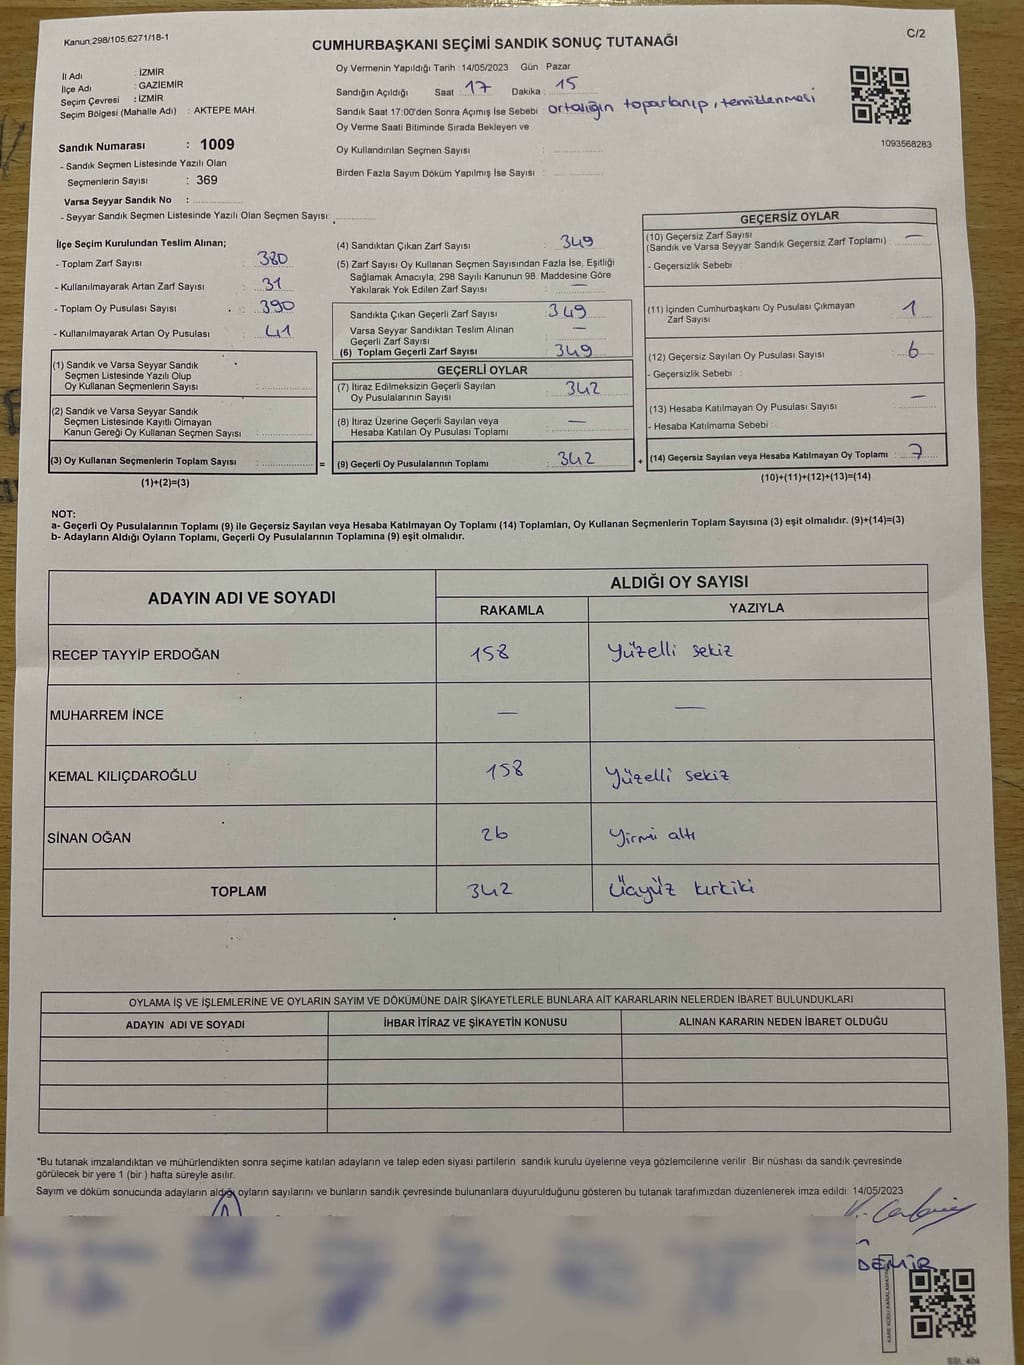 Kanun:298/105,6271/18-1
C/2
CUMHURBAŞKANI SEÇİMİ SANDIK SONUÇ TUTANAĞI
İl Adı : İZMİR
İlçe Adı : GAZİEMİR
Seçim Çevresi : İZMİR
Seçim Bölgesi (Mahalle Adı) : AKTEPE MAH.
Oy Vermenin Yapıldığı Tarih :14/05/2023 Gün : Pazar
Sandığın Açıldığı Saat : 17 Dakika : 15
Sandık Saat 17:00'den Sonra Açımış İse Sebebi : ortalığın toparlanıp, temizlenmesi
Oy Verme Saati Bitiminde Sırada Bekleyen ve
Oy Kullandırılan Seçmen Sayısı :
Birden Fazla Sayım Döküm Yapılmış İse Sayısı :
1093568283
Sandık Numarası : 1009
- Sandık Seçmen Listesinde Yazılı Olan
Seçmenlerin Sayısı : 369
Varsa Seyyar Sandık No :
- Seyyar Sandık Seçmen Listesinde Yazılı Olan Seçmen Sayısı:
İlçe Seçim Kurulundan Teslim Alınan;
- Toplam Zarf Sayısı : 380
- Kullanılmayarak Artan Zarf Sayısı : 31
- Toplam Oy Pusulası Sayısı : 390
- Kullanılmayarak Artan Oy Pusulası : 41
(1) Sandık ve Varsa Seyyar Sandık
Seçmen Listesinde Yazılı Olup
Oy Kullanan Seçmenlerin Sayısı :
(2) Sandık ve Varsa Seyyar Sandık
Seçmen Listesinde Kayıtlı Olmayan
Kanun Gereği Oy Kullanan Seçmen Sayısı :
(3) Oy Kullanan Seçmenlerin Toplam Sayısı :
(1)+(2)=(3)
(4) Sandıktan Çıkan Zarf Sayısı : 349
(5) Zarf Sayısı Oy Kullanan Seçmen Sayısından Fazla İse, Eşitliği
Sağlamak Amacıyla; 298 Sayılı Kanunun 98. Maddesine Göre
Yakılarak Yok Edilen Zarf Sayısı : —
Sandıkta Çıkan Geçerli Zarf Sayısı : 349
Varsa Seyyar Sandıktan Teslim Alınan
Geçerli Zarf Sayısı : —
(6) Toplam Geçerli Zarf Sayısı : 349
GEÇERLİ OYLAR
(7) İtiraz Edilmeksizin Geçerli Sayılan
Oy Pusulalarının Sayısı : 342
(8) İtiraz Üzerine Geçerli Sayılan veya
Hesaba Katılan Oy Pusulası Toplamı : —
= (9) Geçerli Oy Pusulalarının Toplamı : 342 +
GEÇERSİZ OYLAR
(10) Geçersiz Zarf Sayısı : —
(Sandık ve Varsa Seyyar Sandık Geçersiz Zarf Toplamı)
- Geçersizlik Sebebi :
(11) İçinden Cumhurbaşkanı Oy Pusulası Çıkmayan
Zarf Sayısı : 1
(12) Geçersiz Sayılan Oy Pusulası Sayısı : 6
- Geçersizlik Sebebi :
(13) Hesaba Katılmayan Oy Pusulası Sayısı : —
- Hesaba Katılmama Sebebi :
(14) Geçersiz Sayılan veya Hesaba Katılmayan Oy Toplamı : 7
(10)+(11)+(12)+(13)=(14)
NOT:
a- Geçerli Oy Pusulalarının Toplamı (9) ile Geçersiz Sayılan veya Hesaba Katılmayan Oy Toplamı (14) Toplamları, Oy Kullanan Seçmenlerin Toplam Sayısına (3) eşit olmalıdır. (9)+(14)=(3)
b- Adayların Aldığı Oyların Toplamı, Geçerli Oy Pusulalarının Toplamına (9) eşit olmalıdır.
ADAYIN ADI VE SOYADI
ALDIĞI OY SAYISI
RAKAMLA YAZIYLA
RECEP TAYYİP ERDOĞAN 158 Yüzelli sekiz
MUHARREM İNCE — —
KEMAL KILIÇDAROĞLU 158 Yüzelli sekiz
SİNAN OĞAN 26 Yirmi altı
TOPLAM 342 Üçyüz kırkiki
OYLAMA İŞ VE İŞLEMLERİNE VE OYLARIN SAYIM VE DÖKÜMÜNE DAİR ŞİKAYETLERLE BUNLARA AİT KARARLARIN NELERDEN İBARET BULUNDUKLARI
ADAYIN ADI VE SOYADI İHBAR İTİRAZ VE ŞİKAYETİN KONUSU ALINAN KARARIN NEDEN İBARET OLDUĞU
*Bu tutanak imzalandıktan ve mühürlendikten sonra seçime katılan adayların ve talep eden siyasi partilerin sandık kurulu üyelerine veya gözlemcilerine verilir Bir nüshası da sandık çevresinde
görülecek bir yere 1 (bir ) hafta süreyle asılır.
Sayım ve döküm sonucunda adayların aldığı oyların sayılarını ve bunların sandık çevresinde bulunanlara duyurulduğunu gösteren bu tutanak tarafımızdan düzenlenerek imza edildi 14/05/2023
DEMİR